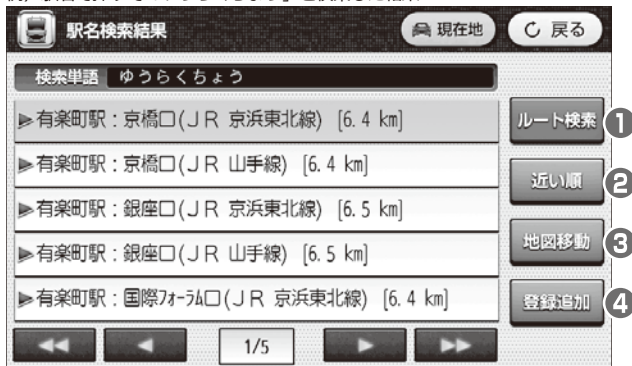 駅名検索結果
現在地
戻る
検索単語 ゆうらくちょう
▶有楽町駅：京橋口(ＪＲ 京浜東北線) [6.4 km]
▶有楽町駅：京橋口(ＪＲ 山手線) [6.4 km]
▶有楽町駅：銀座口(ＪＲ 京浜東北線) [6.5 km]
▶有楽町駅：銀座口(ＪＲ 山手線) [6.5 km]
▶有楽町駅：国際ﾌｫｰﾗﾑ口(ＪＲ 京浜東北線) [6.4 km]
1/5
ルート検索 ❶
近い順 ❷
地図移動 ❸
登録追加 ❹